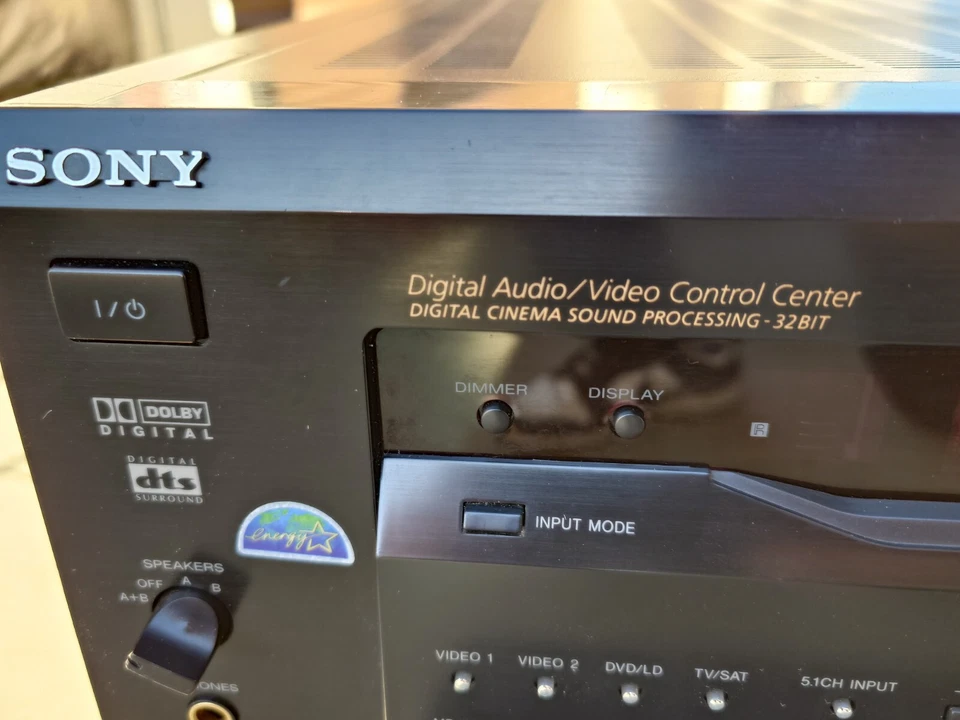 SONY
Digital Audio/Video Control Center
DIGITAL CINEMA SOUND PROCESSING-32BIT
I/⏻
DIMMER DISPLAY
DOLBY
DIGITAL
R
DIGITAL
dts
SURROUND
INPUT MODE
energy
SPEAKERS
OFF A B
A+B
VIDEO 1 VIDEO 2 DVD/LD TV/SAT 5.1CH INPUT